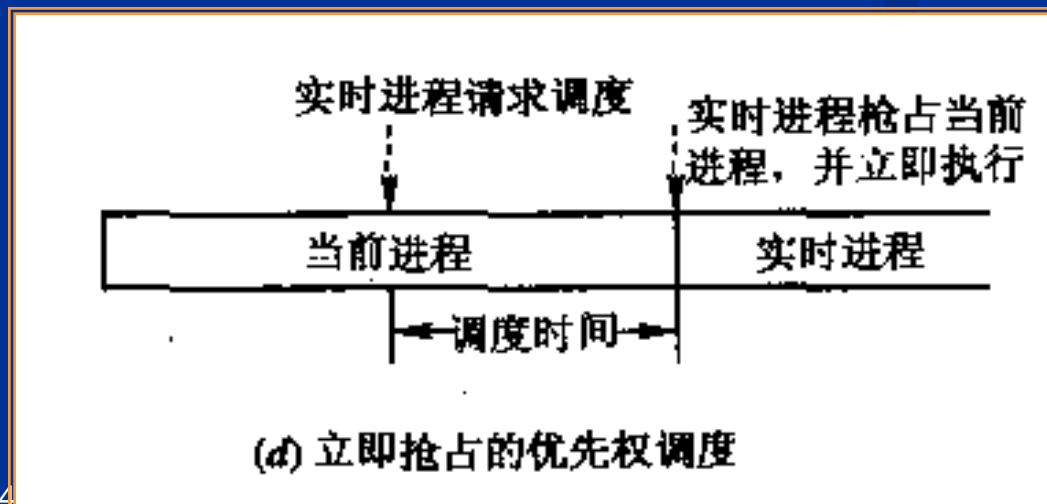 实时进程请求调度
实时进程枪占当前
进程，并立即执行
当前进程
实时进程
调度时间
(d) 立即抢占的优先权调度
4